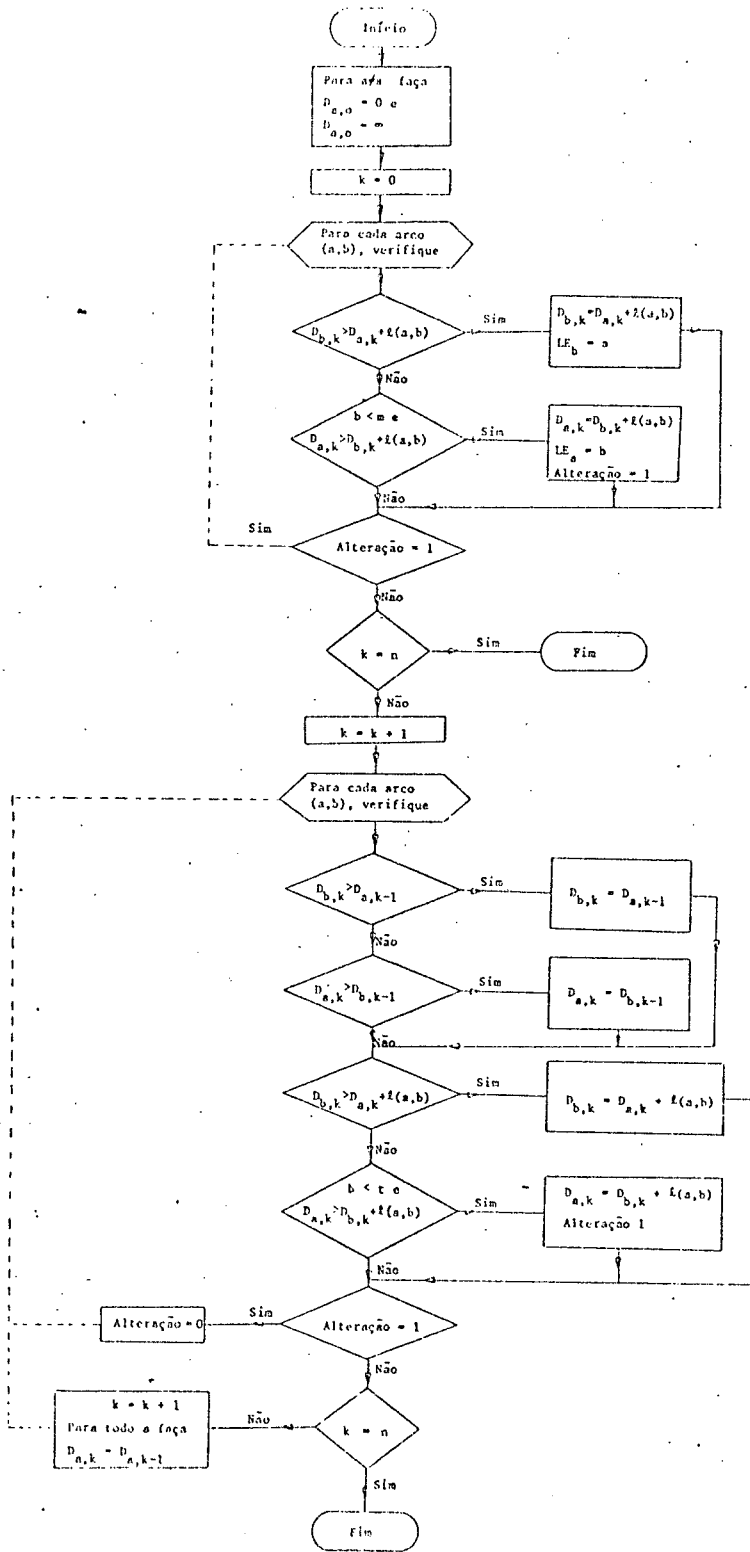 Início
Para a≠a faça
D_{a,o} = 0 e
D_{a,o} = ∞
k = 0
Para cada arco
(a,b), verifique
D_{b,k} > D_{a,k} + ℓ(a,b)
Sim
D_{b,k} = D_{a,k} + ℓ(a,b)
LE_b = a
Não
b < m e
D_{a,k} > D_{b,k} + ℓ(a,b)
Sim
D_{a,k} = D_{b,k} + ℓ(a,b)
LE_a = b
Alteração = 1
Não
Sim
Alteração = 1
Não
k = n
Sim
Fim
Não
k = k + 1
Para cada arco
(a,b), verifique
D_{b,k} > D_{a,k-1}
Sim
D_{b,k} = D_{a,k-1}
Não
D_{a,k} > D_{b,k-1}
Sim
D_{a,k} = D_{b,k-1}
Não
D_{b,k} > D_{a,k} + ℓ(a,b)
Sim
D_{b,k} = D_{a,k} + ℓ(a,b)
Não
b < t e
D_{a,k} > D_{b,k} + ℓ(a,b)
Sim
D_{a,k} = D_{b,k} + ℓ(a,b)
Alteração 1
Não
Alteração = 0
Sim
Alteração = 1
Não
k = k + 1
Para todo a faça
D_{a,k} = D_{a,k-1}
Não
k = n
Sim
Fim